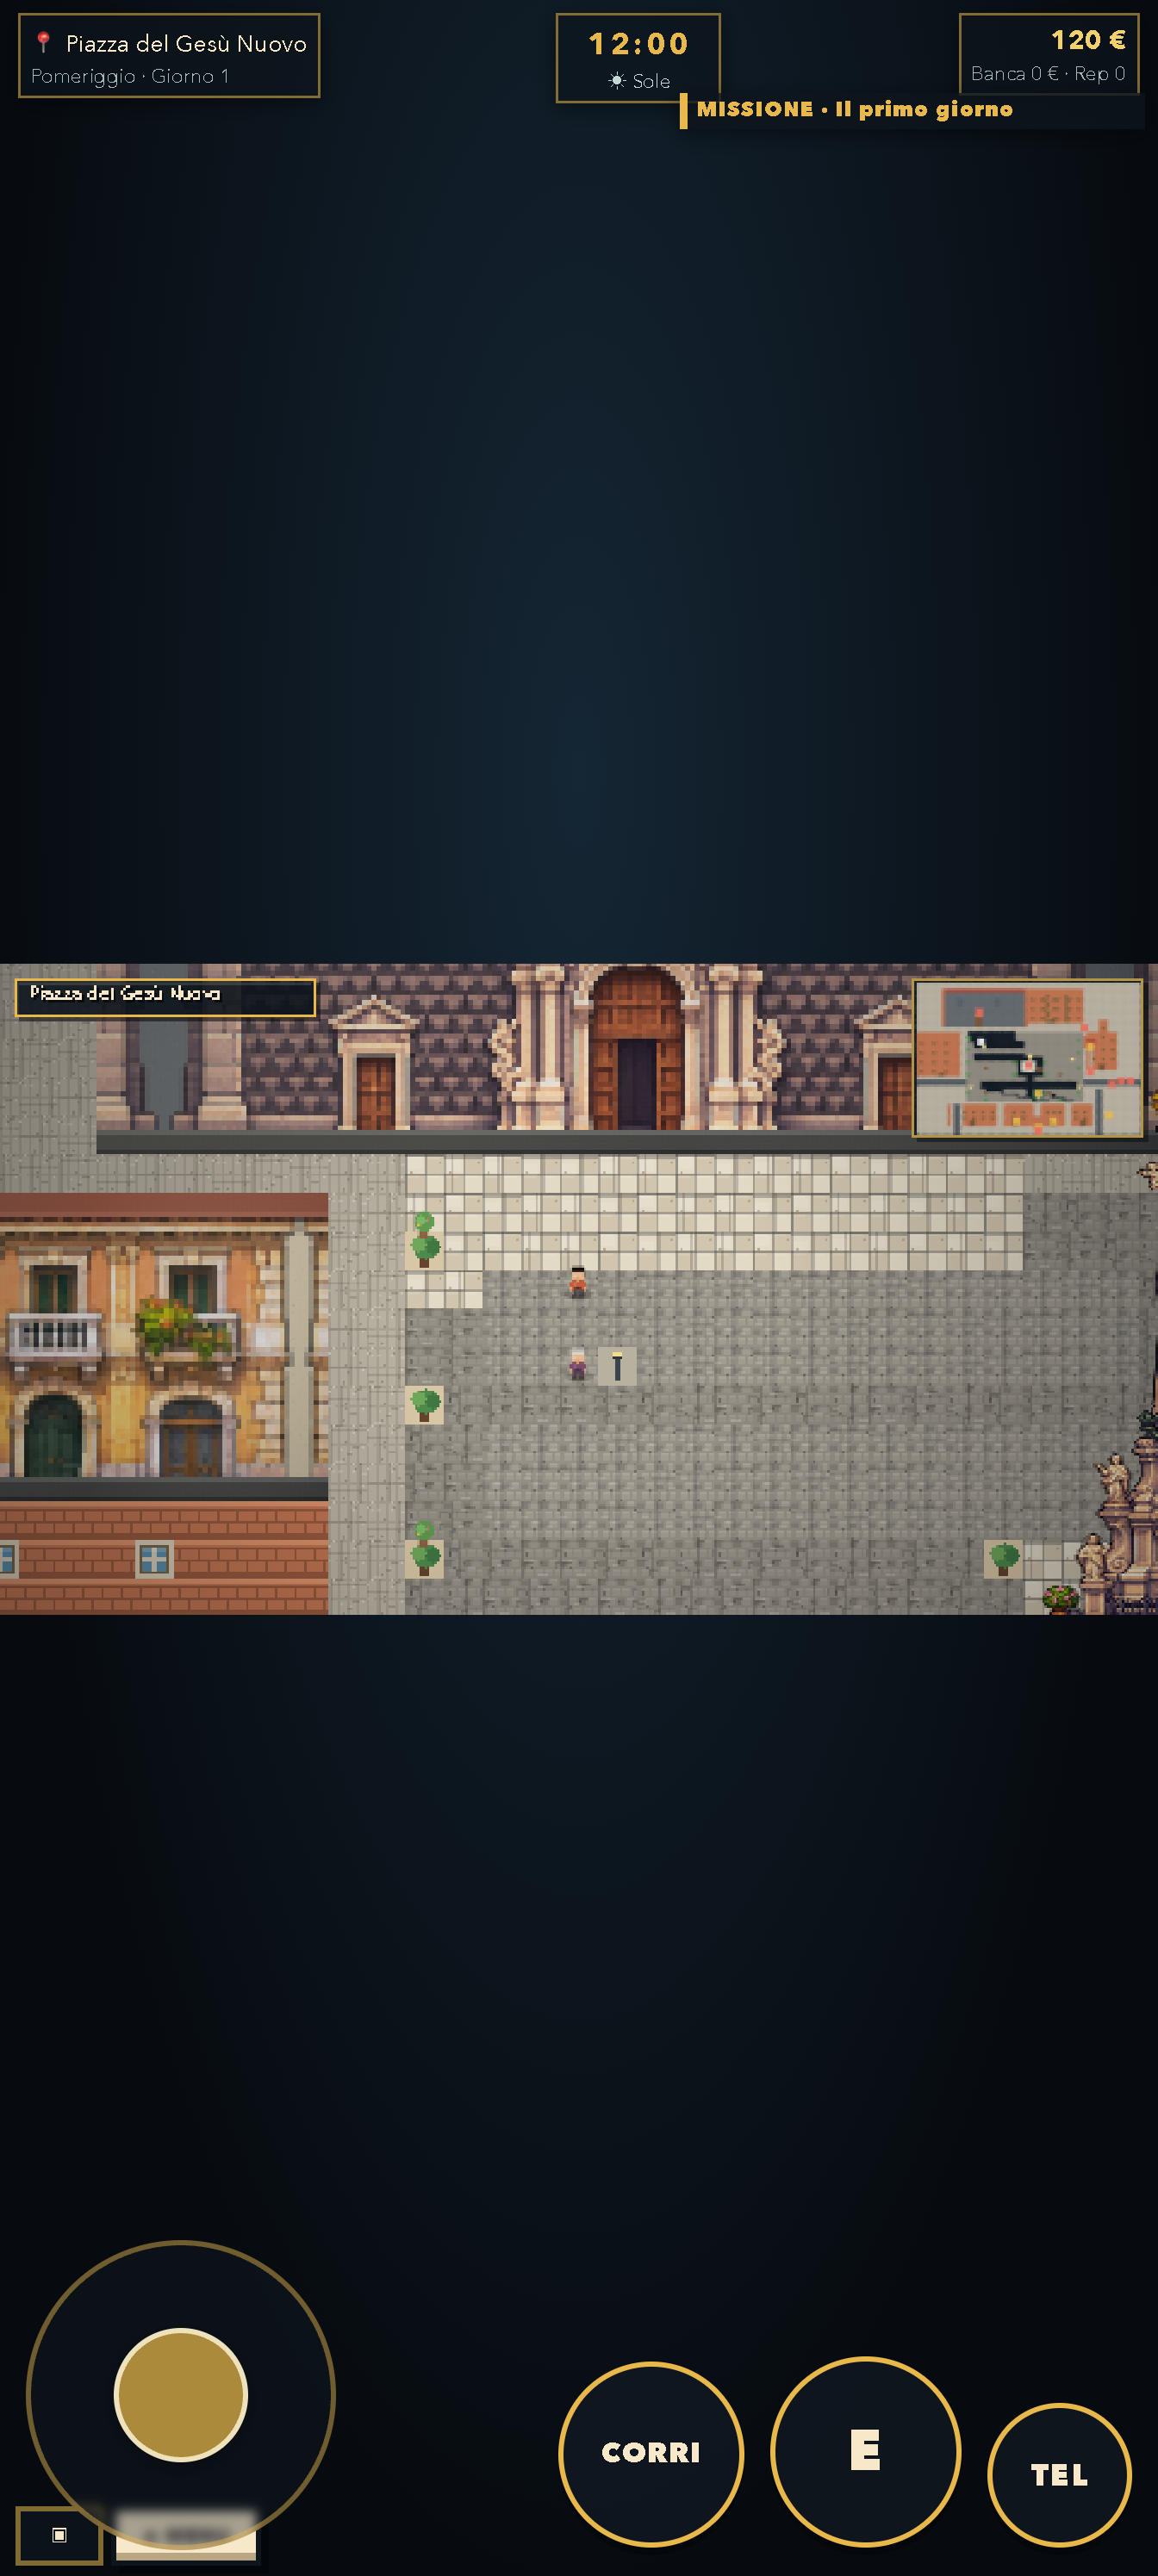 📍 Piazza del Gesù Nuovo
Pomeriggio · Giorno 1
12:00
☀ Sole
120 €
Banca 0 € · Rep 0
MISSIONE · Il primo giorno
Piazza del Gesù Nuovo
CORRI
E
TEL